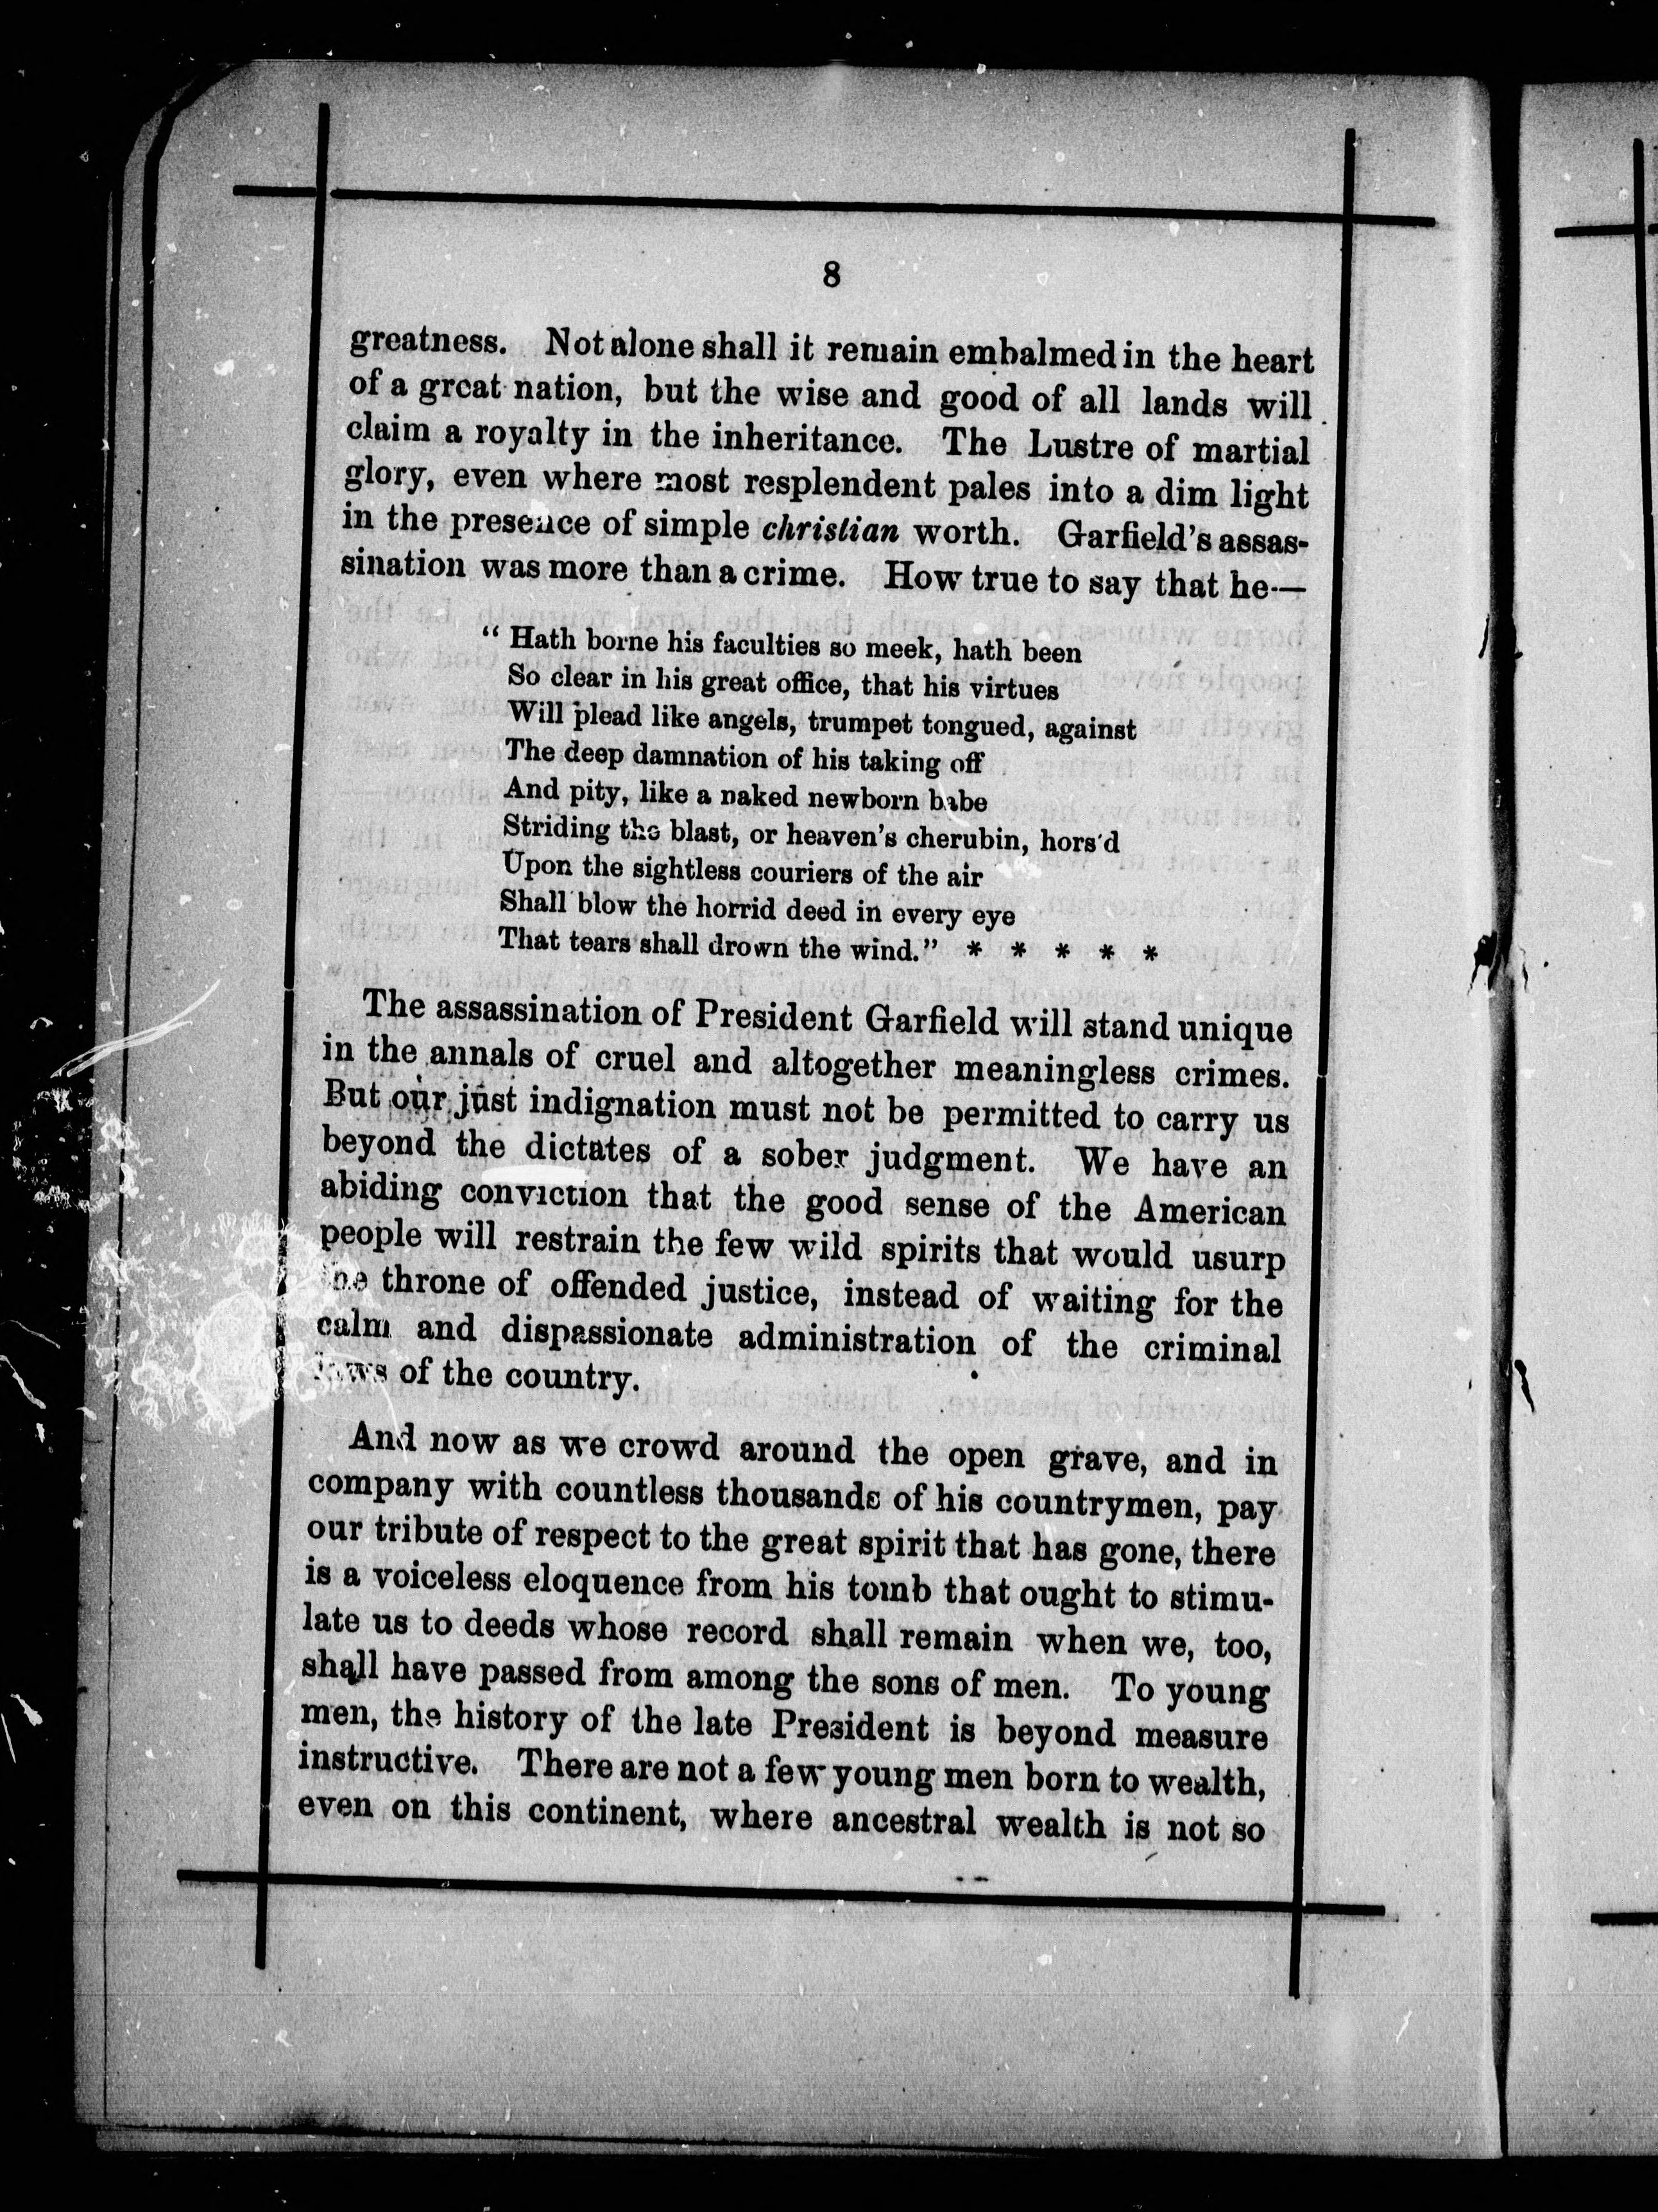 8
greatness. Not alone shall it remain embalmed in the heart
of a great nation, but the wise and good of all lands will
claim a royalty in the inheritance. The Lustre of martial
glory, even where most resplendent pales into a dim light
in the presence of simple christian worth. Garfield's assas-
sination was more than a crime. How true to say that he—
" Hath borne his faculties so meek, hath been
So clear in his great office, that his virtues
Will plead like angels, trumpet tongued, against
The deep damnation of his taking off
And pity, like a naked newborn babe
Striding the blast, or heaven's cherubin, hors'd
Upon the sightless couriers of the air
Shall blow the horrid deed in every eye
That tears shall drown the wind." * * * * *
The assassination of President Garfield will stand unique
in the annals of cruel and altogether meaningless crimes.
But our just indignation must not be permitted to carry us
beyond the dictates of a sober judgment. We have an
abiding conviction that the good sense of the American
people will restrain the few wild spirits that would usurp
the throne of offended justice, instead of waiting for the
calm and dispassionate administration of the criminal
laws of the country.
And now as we crowd around the open grave, and in
company with countless thousands of his countrymen, pay
our tribute of respect to the great spirit that has gone, there
is a voiceless eloquence from his tomb that ought to stimu-
late us to deeds whose record shall remain when we, too,
shall have passed from among the sons of men. To young
men, the history of the late President is beyond measure
instructive. There are not a few young men born to wealth,
even on this continent, where ancestral wealth is not so